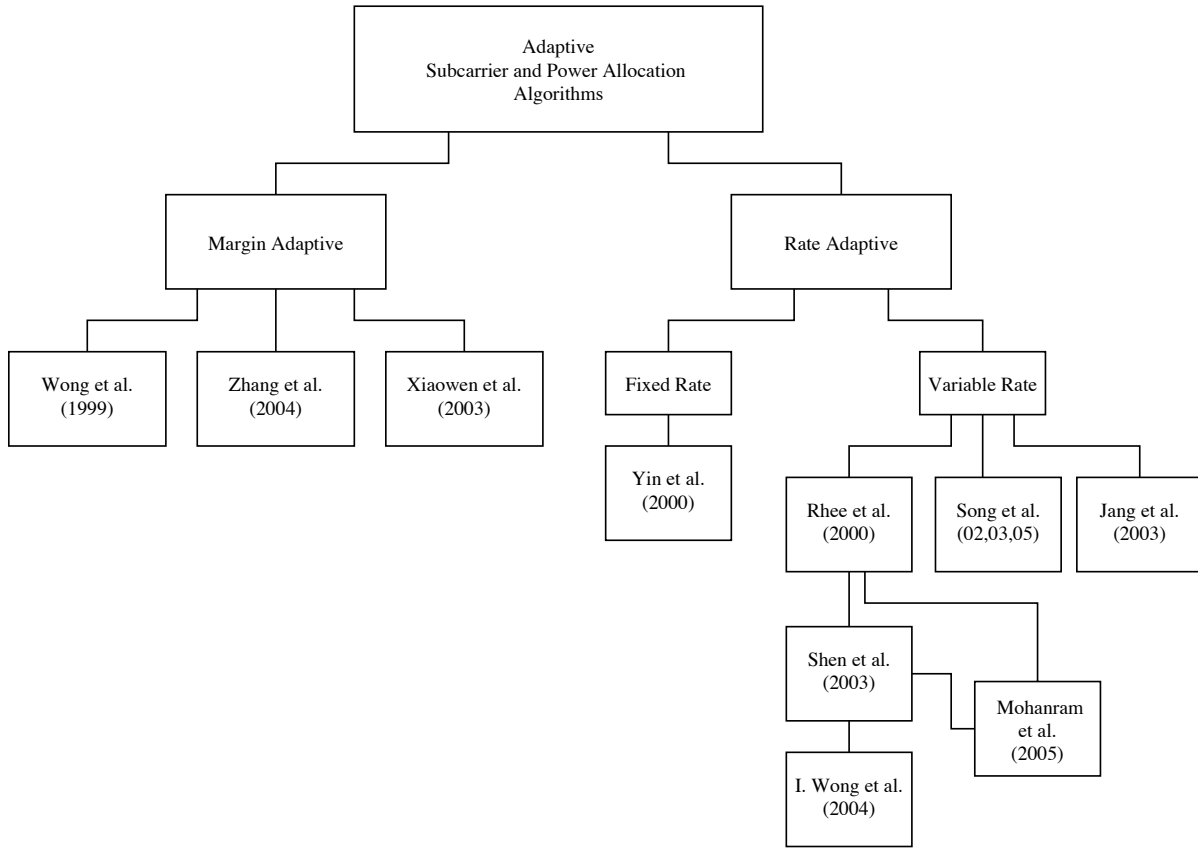 Adaptive
Subcarrier and Power Allocation
Algorithms
Margin Adaptive
Rate Adaptive
Wong et al.
(1999)
Zhang et al.
(2004)
Xiaowen et al.
(2003)
Fixed Rate
Variable Rate
Yin et al.
(2000)
Rhee et al.
(2000)
Song et al.
(02,03,05)
Jang et al.
(2003)
Shen et al.
(2003)
Mohanram
et al.
(2005)
I. Wong et al.
(2004)